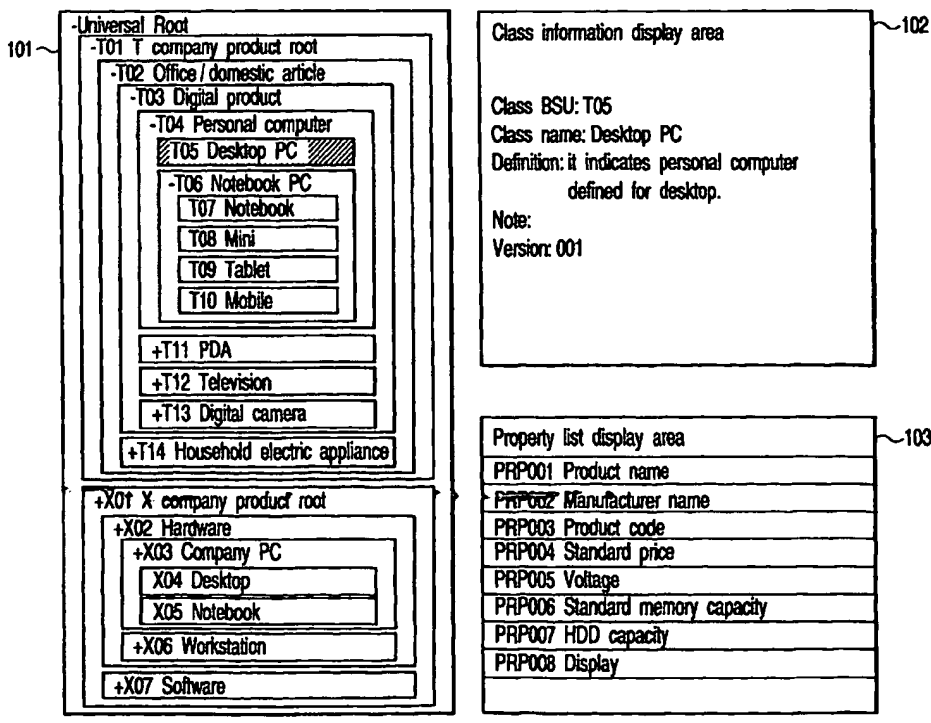 101
-Universal Root
-T01 T company product root
-T02 Office/domestic article
-T03 Digital product
-T04 Personal computer
T05 Desktop PC
-T06 Notebook PC
T07 Notebook
T08 Mini
T09 Tablet
T10 Mobile
+T11 PDA
+T12 Television
+T13 Digital camera
+T14 Household electric appliance
+X01 X company product root
+X02 Hardware
+X03 Company PC
X04 Desktop
X05 Notebook
+X06 Workstation
+X07 Software
102
Class information display area
Class BSU: T05
Class name: Desktop PC
Definition: it indicates personal computer
defined for desktop.
Note:
Version: 001
103
Property list display area
PRP001 Product name
PRP002 Manufacturer name
PRP003 Product code
PRP004 Standard price
PRP005 Voltage
PRP006 Standard memory capacity
PRP007 HDD capacity
PRP008 Display